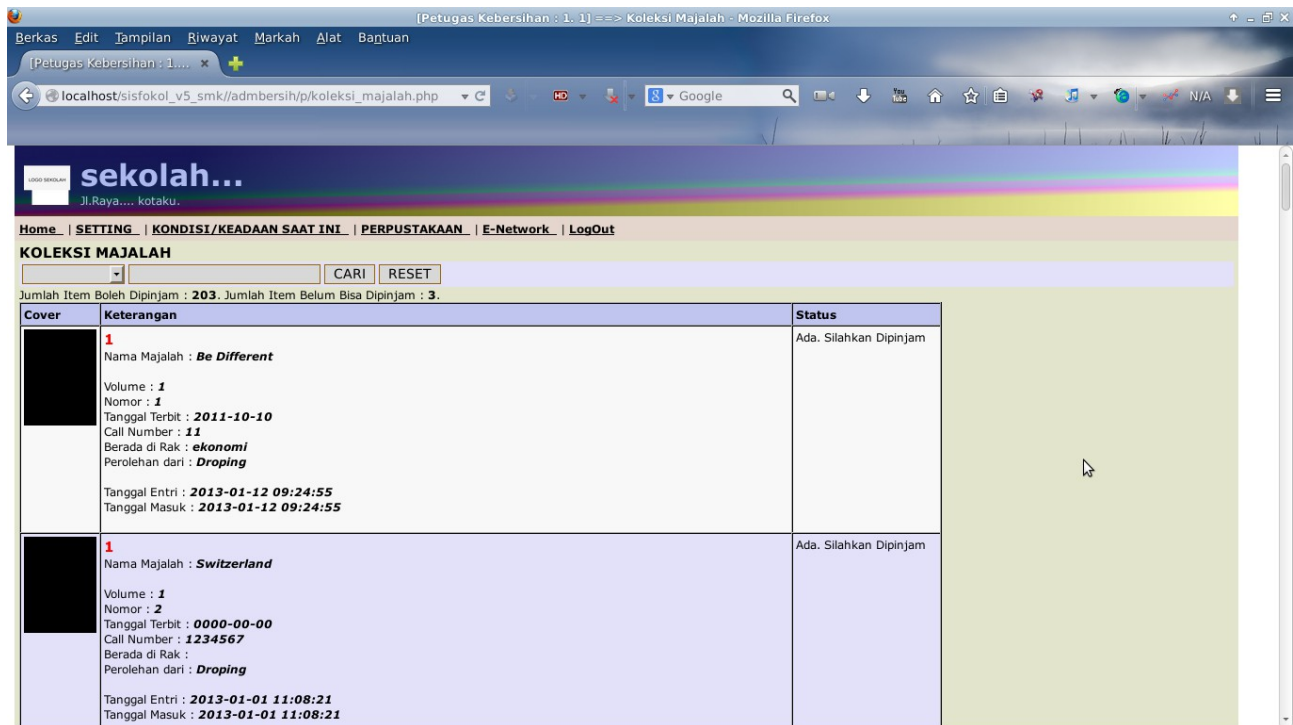 [Petugas Kebersihan : 1. 1] ==> Koleksi Majalah - Mozilla Firefox
Berkas Edit Tampilan Riwayat Markah Alat Bantuan
[Petugas Kebersihan : 1....
localhost/sisfokol_v5_smk//admbersih/p/koleksi_majalah.php HD 8 Google You Tube N/A
LOGO SEKOLAH
sekolah...
Jl.Raya.... kotaku.
Home | SETTING | KONDISI/KEADAAN SAAT INI | PERPUSTAKAAN | E-Network | LogOut
KOLEKSI MAJALAH
CARI RESET
Jumlah Item Boleh Dipinjam : 203. Jumlah Item Belum Bisa Dipinjam : 3.
Cover Keterangan Status
1 Ada. Silahkan Dipinjam
Nama Majalah : Be Different
Volume : 1
Nomor : 1
Tanggal Terbit : 2011-10-10
Call Number : 11
Berada di Rak : ekonomi
Perolehan dari : Droping
Tanggal Entri : 2013-01-12 09:24:55
Tanggal Masuk : 2013-01-12 09:24:55
1 Ada. Silahkan Dipinjam
Nama Majalah : Switzerland
Volume : 1
Nomor : 2
Tanggal Terbit : 0000-00-00
Call Number : 1234567
Berada di Rak :
Perolehan dari : Droping
Tanggal Entri : 2013-01-01 11:08:21
Tanggal Masuk : 2013-01-01 11:08:21